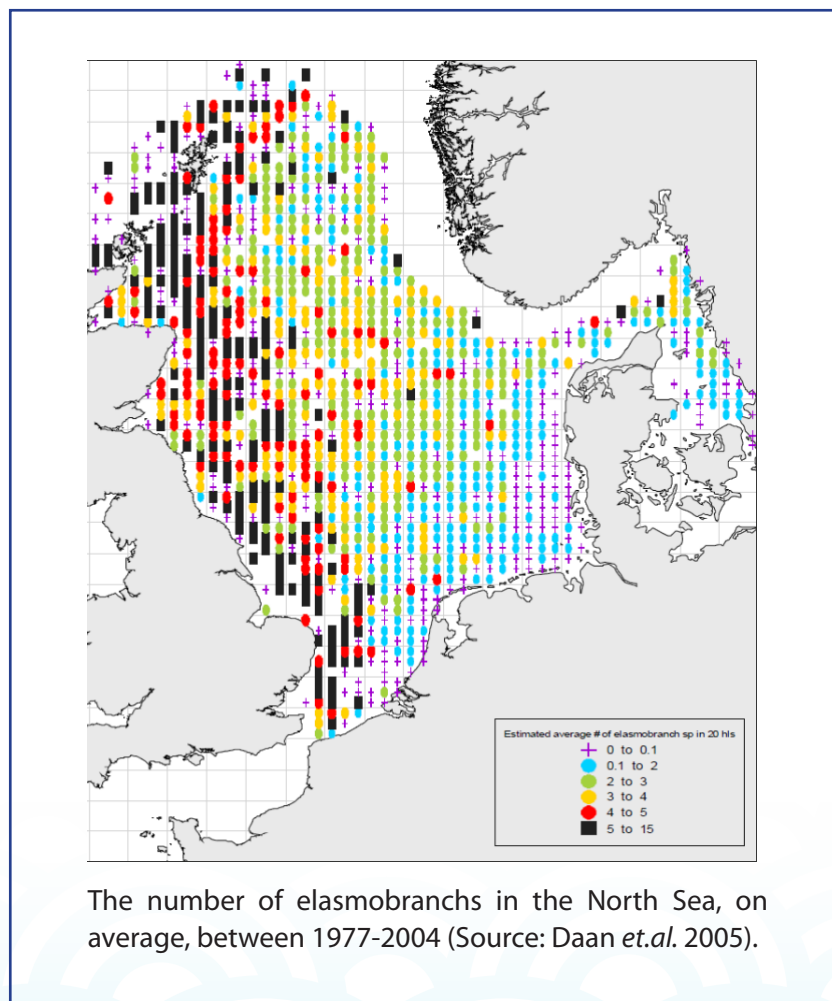 Estimated average # of elasmobranch sp in 20 hls
0 to 0.1
0.1 to 2
2 to 3
3 to 4
4 to 5
5 to 15
The number of elasmobranchs in the North Sea, on
average, between 1977-2004 (Source: Daan et.al. 2005).